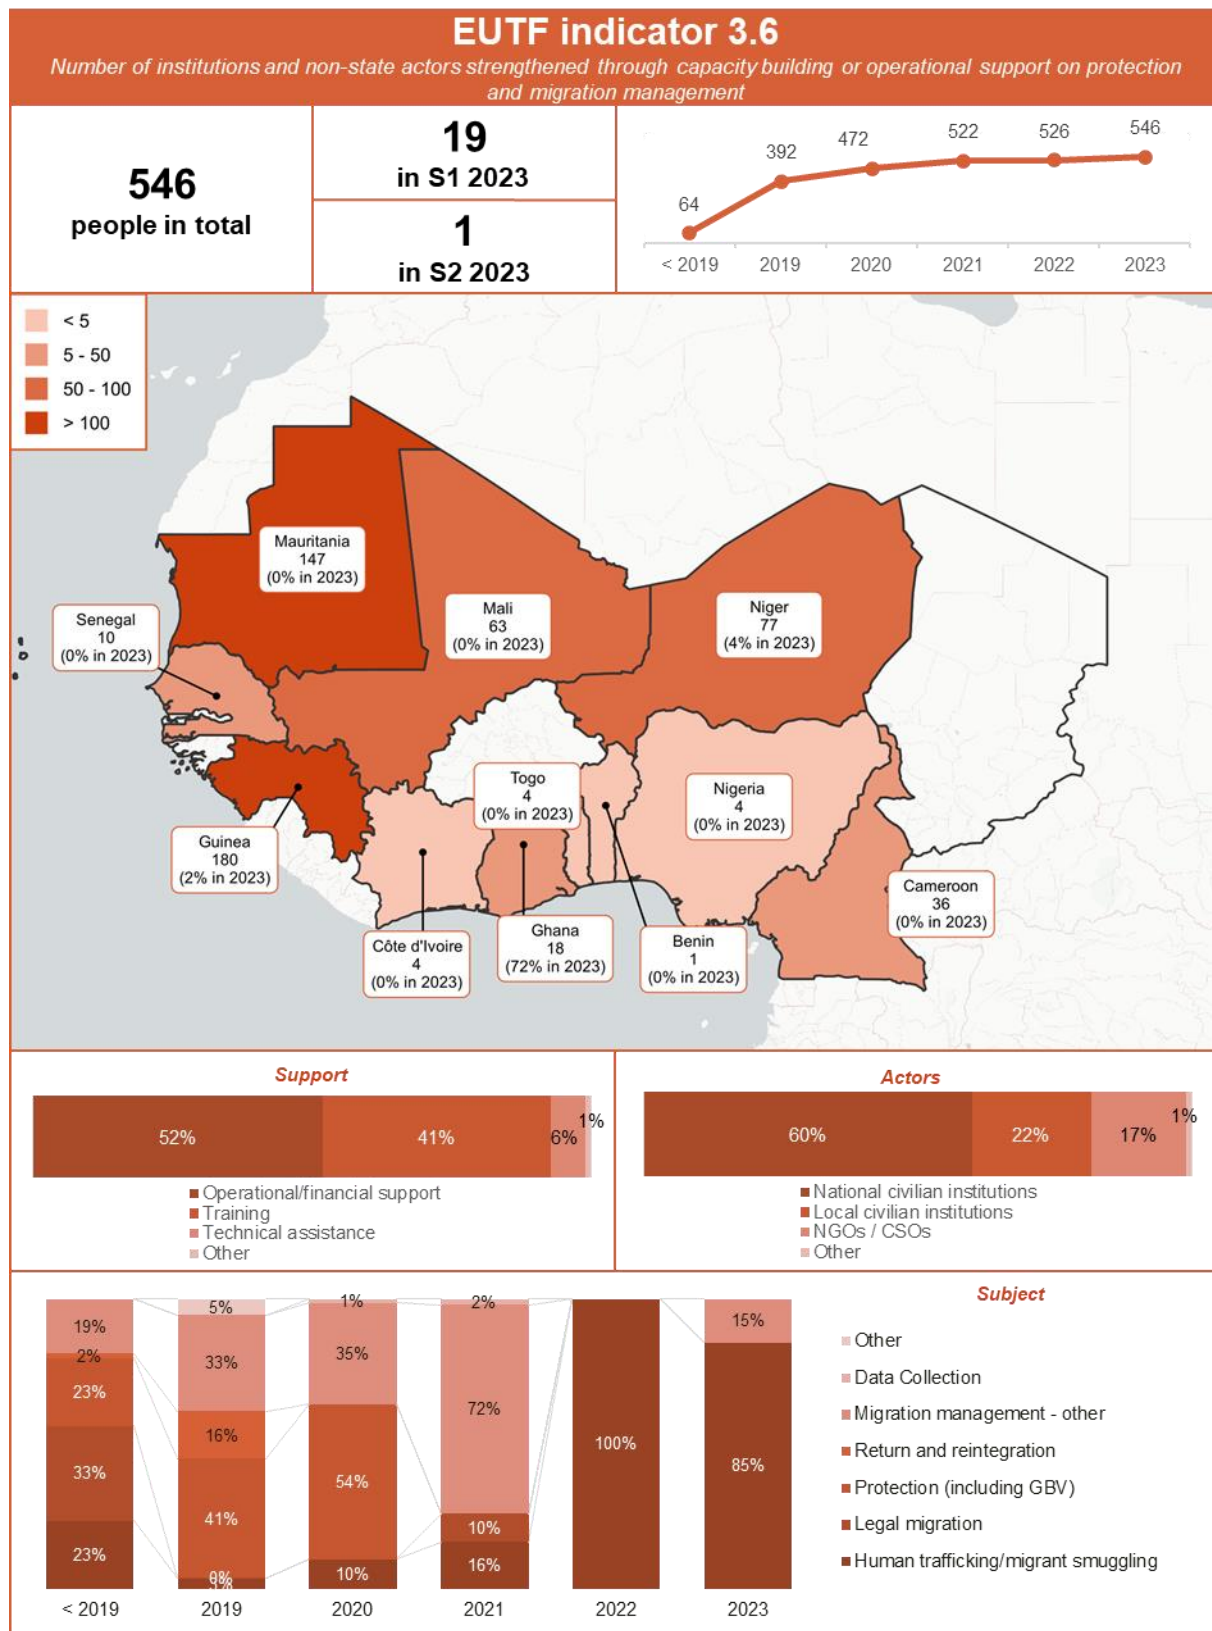 EUTF indicator 3.6
Number of institutions and non-state actors strengthened through capacity building or operational support on protection
and migration management
546
people in total
19
in S1 2023
1
in S2 2023
64
392
472
522
526
546
< 2019
2019
2020
2021
2022
2023
< 5
5 - 50
50 - 100
> 100
Mauritania
147
(0% in 2023)
Senegal
10
(0% in 2023)
Mali
63
(0% in 2023)
Niger
77
(4% in 2023)
Togo
4
(0% in 2023)
Nigeria
4
(0% in 2023)
Guinea
180
(2% in 2023)
Cameroon
36
(0% in 2023)
Côte d'Ivoire
4
(0% in 2023)
Ghana
18
(72% in 2023)
Benin
1
(0% in 2023)
Support
52%
41%
6%
1%
Operational/financial support
Training
Technical assistance
Other
Actors
60%
22%
17%
1%
National civilian institutions
Local civilian institutions
NGOs / CSOs
Other
Subject
19%
2%
23%
33%
23%
5%
33%
16%
41%
0%
1%
35%
54%
10%
2%
72%
10%
16%
100%
15%
85%
< 2019
2019
2020
2021
2022
2023
Other
Data Collection
Migration management - other
Return and reintegration
Protection (including GBV)
Legal migration
Human trafficking/migrant smuggling